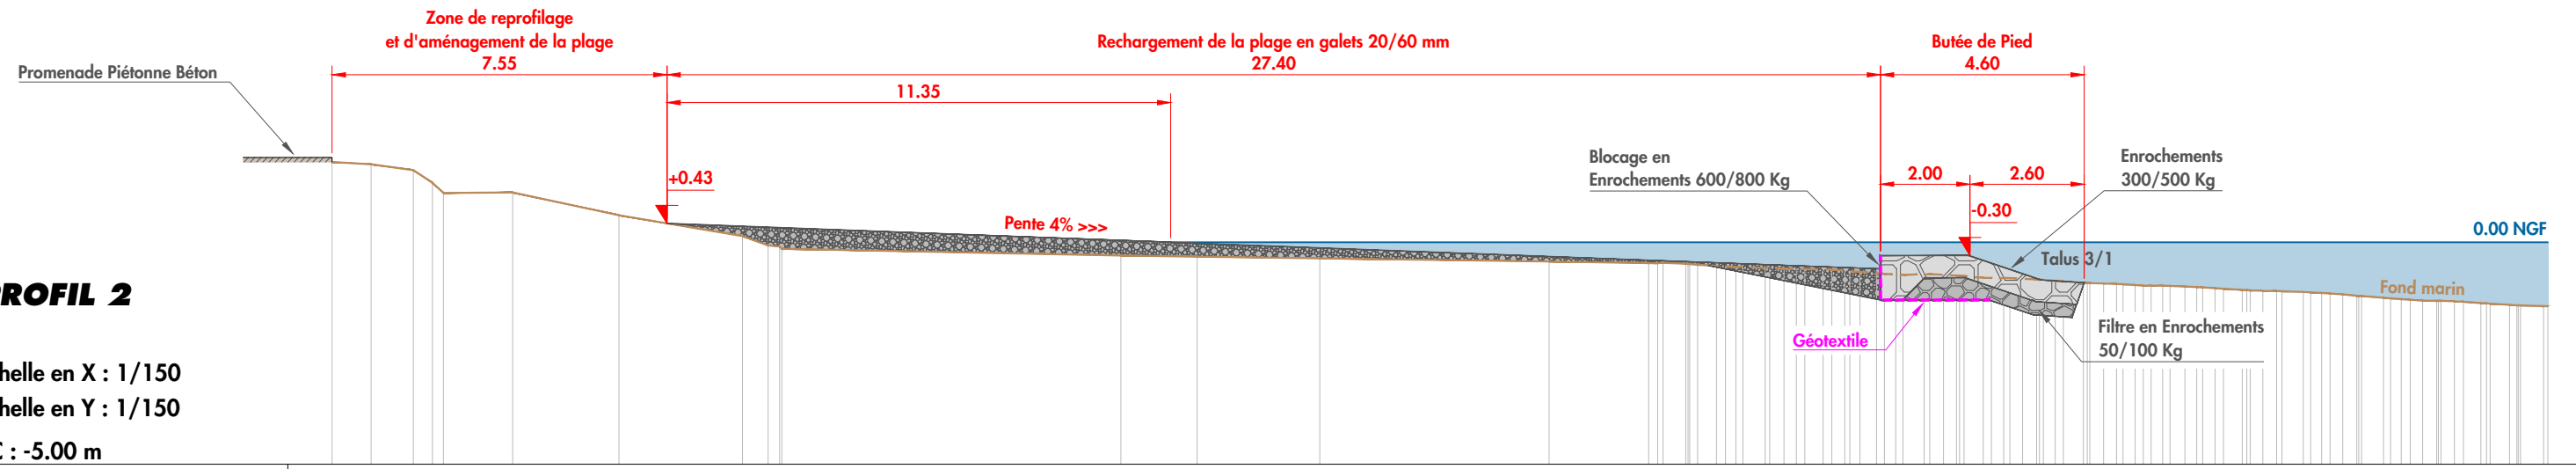 Zone de reprofilage
et d'aménagement de la plage
7.55
Rechargement de la plage en galets 20/60 mm
27.40
Butée de Pied
4.60
Promenade Piétonne Béton
11.35
Blocage en
Enrochements 600/800 Kg
2.00
2.60
Enrochements
300/500 Kg
+0.43
-0.30
Pente 4% >>>
0.00 NGF
Talus 3/1
Fond marin
Géotextile
Filtre en Enrochements
50/100 Kg
ROFIL 2
helle en X : 1/150
helle en Y : 1/150
: -5.00 m